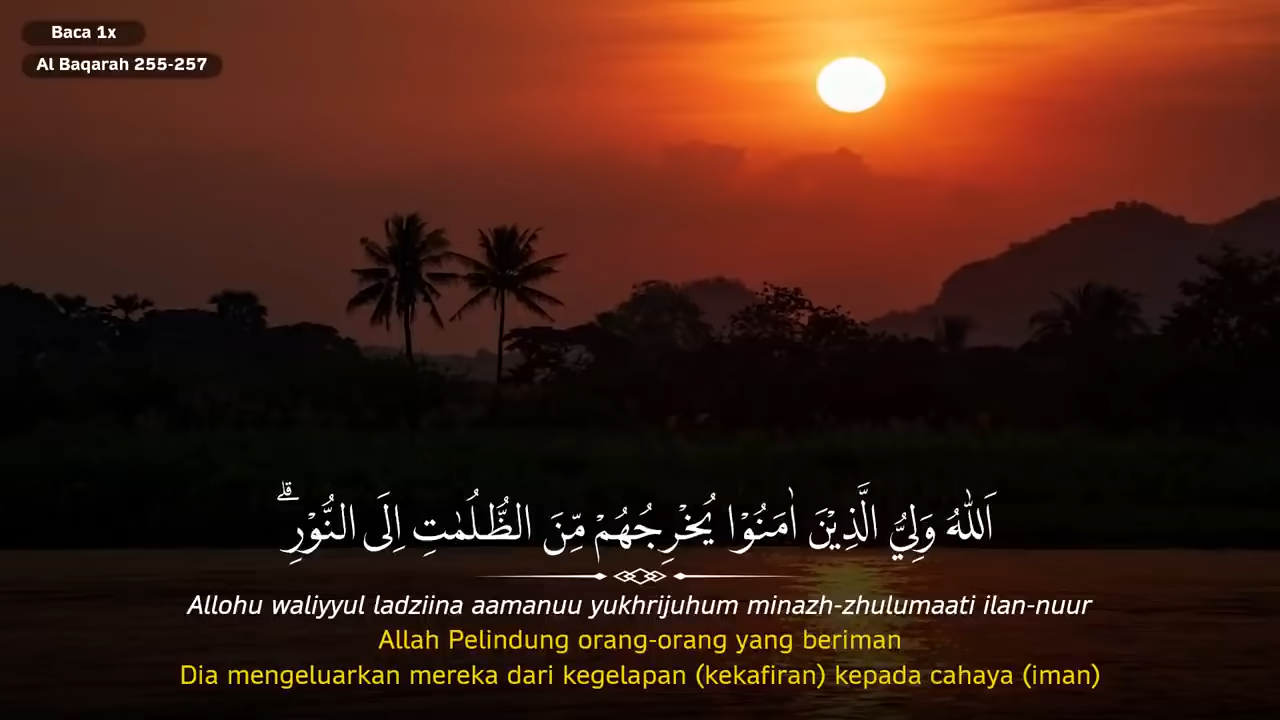 Baca 1x
Al Baqarah 255-257
اَللّٰهُ وَلِيُّ الَّذِيْنَ اٰمَنُوْا يُخْرِجُهُمْ مِّنَ الظُّلُمٰتِ اِلَى النُّوْرِۗ
Allohu waliyyul ladziina aamanuu yukhrijuhum minazh-zhulumaati ilan-nuur
Allah Pelindung orang-orang yang beriman
Dia mengeluarkan mereka dari kegelapan (kekafiran) kepada cahaya (iman)